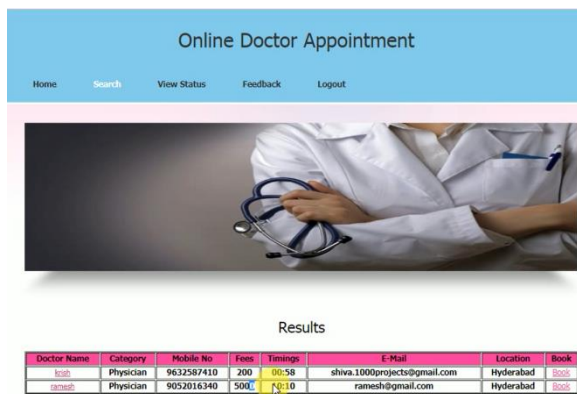 Online Doctor Appointment
Home Search View Status Feedback Logout
Results
Doctor Name Category Mobile No Fees Timings E-Mail Location Book
krish Physician 9632587410 200 00:58 shiva.1000projects@gmail.com Hyderabad Book
ramesh Physician 9052016340 ramesh@gmail.com Hyderabad Book